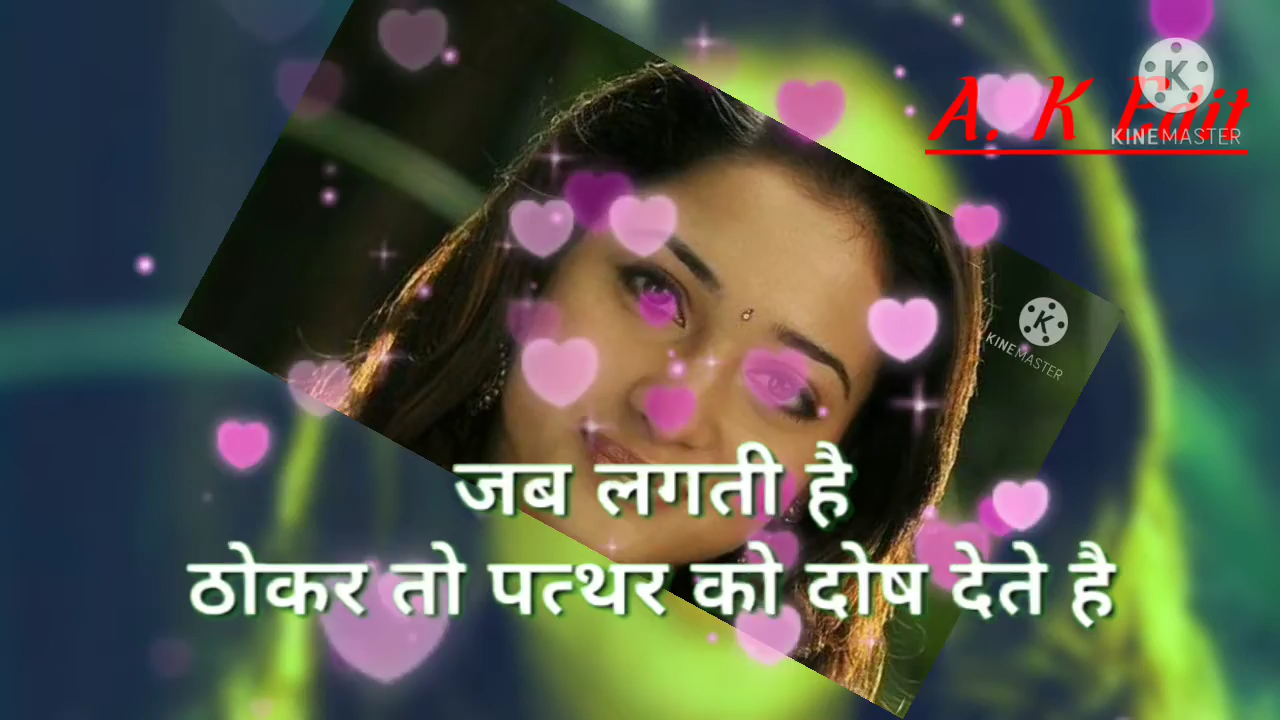 A. K Edit
KINEMASTER
KINEMASTER
जब लगती है
ठोकर तो पत्थर को दोष देते है